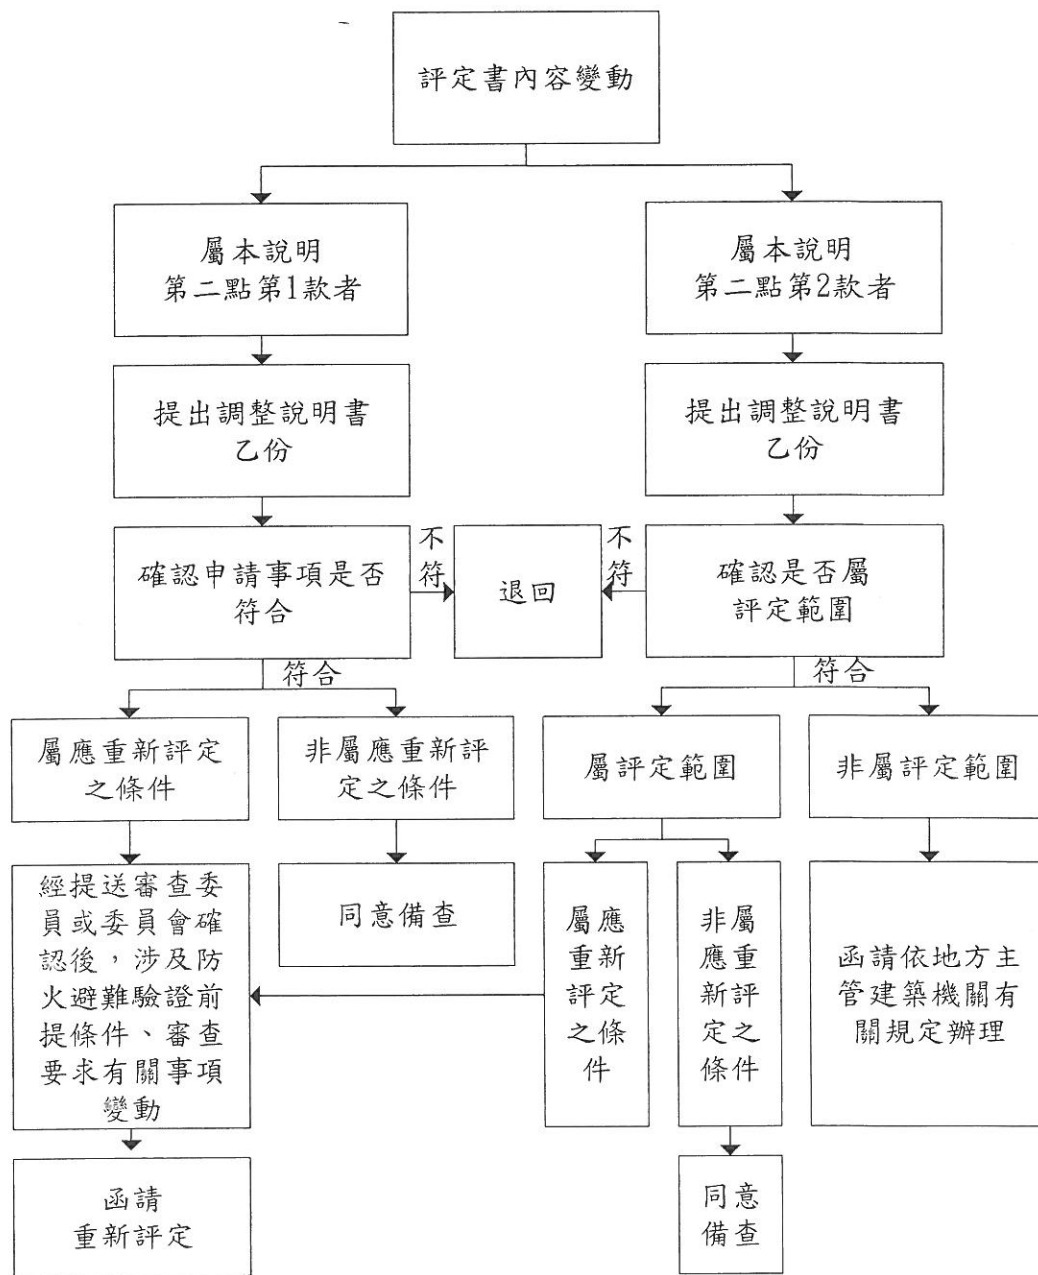 評定書內容變動
屬本說明
第二點第1款者
屬本說明
第二點第2款者
提出調整說明書
乙份
提出調整說明書
乙份
確認申請事項是否
符合
不符
退回
不符
確認是否屬
評定範圍
符合
符合
屬應重新評定
之條件
非屬應重新評
定之條件
屬評定範圍
非屬評定範圍
經提送審查委
員或委員會確
認後，涉及防
火避難驗證前
提條件、審查
要求有關事項
變動
同意備查
屬應
重新
評定
之條
件
非屬
應重
新評
定之
條件
函請依地方主
管建築機關有
關規定辦理
函請
重新評定
同意
備查